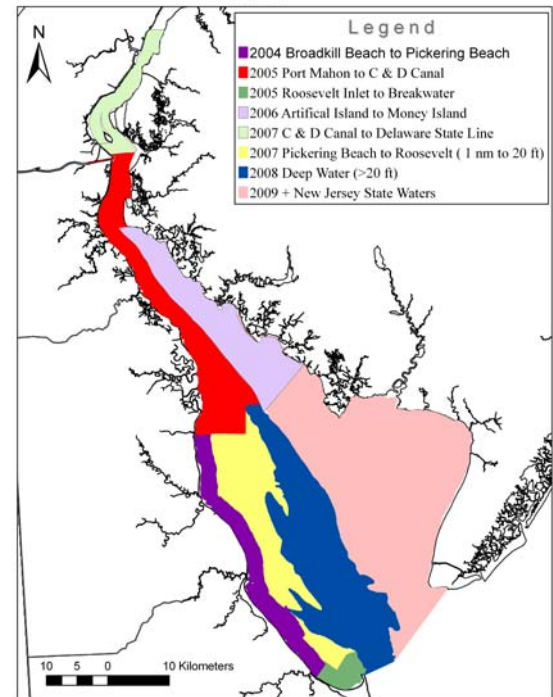 N
Legend
2004 Broadkill Beach to Pickering Beach
2005 Port Mahon to C & D Canal
2005 Roosevelt Inlet to Breakwater
2006 Artifical Island to Money Island
2007 C & D Canal to Delaware State Line
2007 Pickering Beach to Roosevelt ( 1 nm to 20 ft)
2008 Deep Water (>20 ft)
2009 + New Jersey State Waters
10 5 0 10 Kilometers